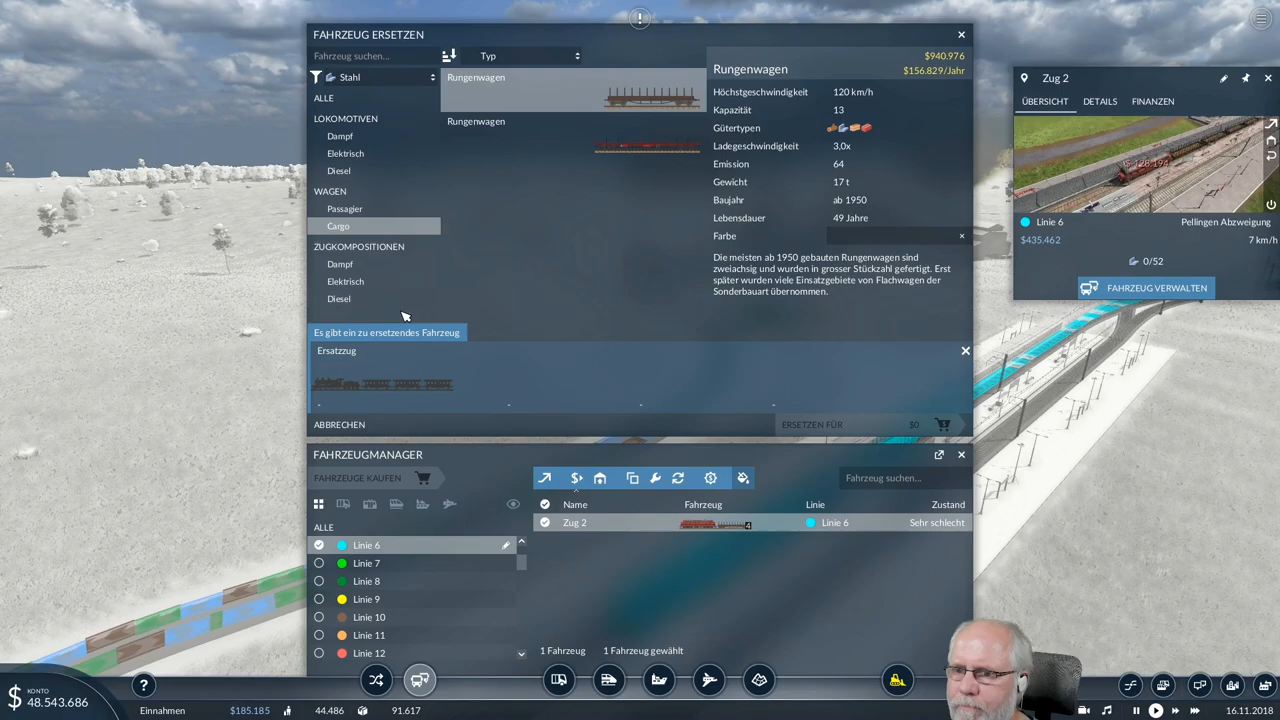 FAHRZEUG ERSETZEN
Fahrzeug suchen...
Typ
Stahl
ALLE
LOKOMOTIVEN
Dampf
Elektrisch
Diesel
WAGEN
Passagier
Cargo
ZUGKOMPOSITIONEN
Dampf
Elektrisch
Diesel
Rungenwagen
Rungenwagen
$940.976
Rungenwagen
$156.829/Jahr
Höchstgeschwindigkeit 120 km/h
Kapazität 13
Gütertypen
Ladegeschwindigkeit 3,0x
Emission 64
Gewicht 17 t
Baujahr ab 1950
Lebensdauer 49 Jahre
Farbe
Die meisten ab 1950 gebauten Rungenwagen sind
zweiachsig und wurden in grosser Stückzahl gefertigt. Erst
später wurden viele Einsatzgebiete von Flachwagen der
Sonderbauart übernommen.
Es gibt ein zu ersetzendes Fahrzeug
Ersatzzug
- - - -
ABBRECHEN
ERSETZEN FÜR $0
Zug 2
ÜBERSICHT DETAILS FINANZEN
$-128.194
Linie 6 Pellingen Abzweigung
$435.462 7 km/h
0/52
FAHRZEUG VERWALTEN
FAHRZEUGMANAGER
FAHRZEUGE KAUFEN
Fahrzeug suchen...
ALLE
Linie 6
Linie 7
Linie 8
Linie 9
Linie 10
Linie 11
Linie 12
Name Fahrzeug Linie Zustand
Zug 2 4 Linie 6 Sehr schlecht
1 Fahrzeug 1 Fahrzeug gewählt
KONTO
$ 48.543.686
?
Einnahmen $185.185 44.486 91.617
16.11.2018